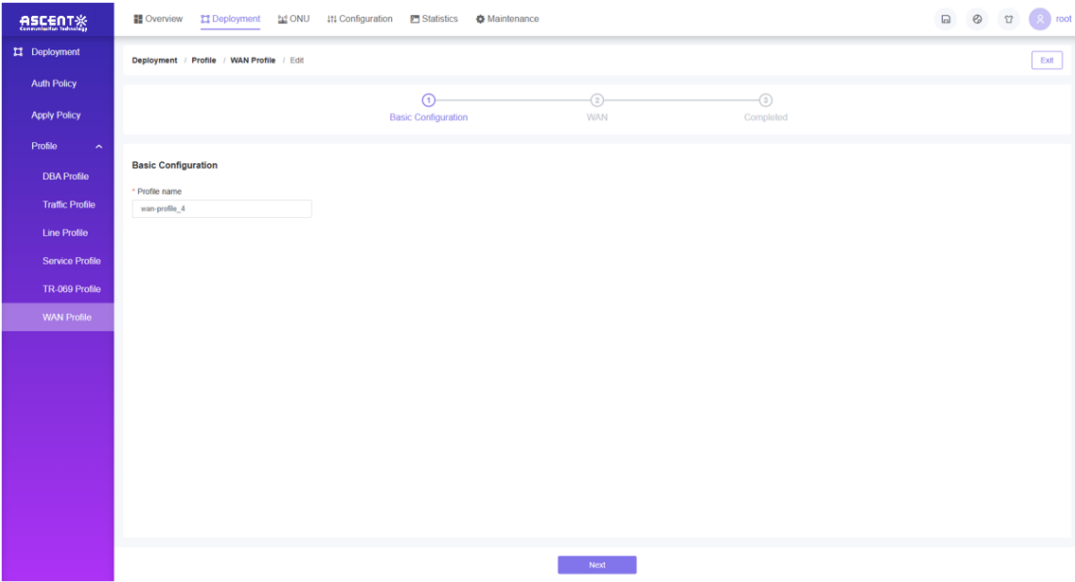 ASCENT
Communication Technology
Overview Deployment ONU Configuration Statistics Maintenance root
Deployment
Auth Policy
Apply Policy
Profile
DBA Profile
Traffic Profile
Line Profile
Service Profile
TR-069 Profile
WAN Profile
Deployment / Profile / WAN Profile / Edit Exit
1 2 3
Basic Configuration WAN Completed
Basic Configuration
* Profile name
wan-profile_4
Next